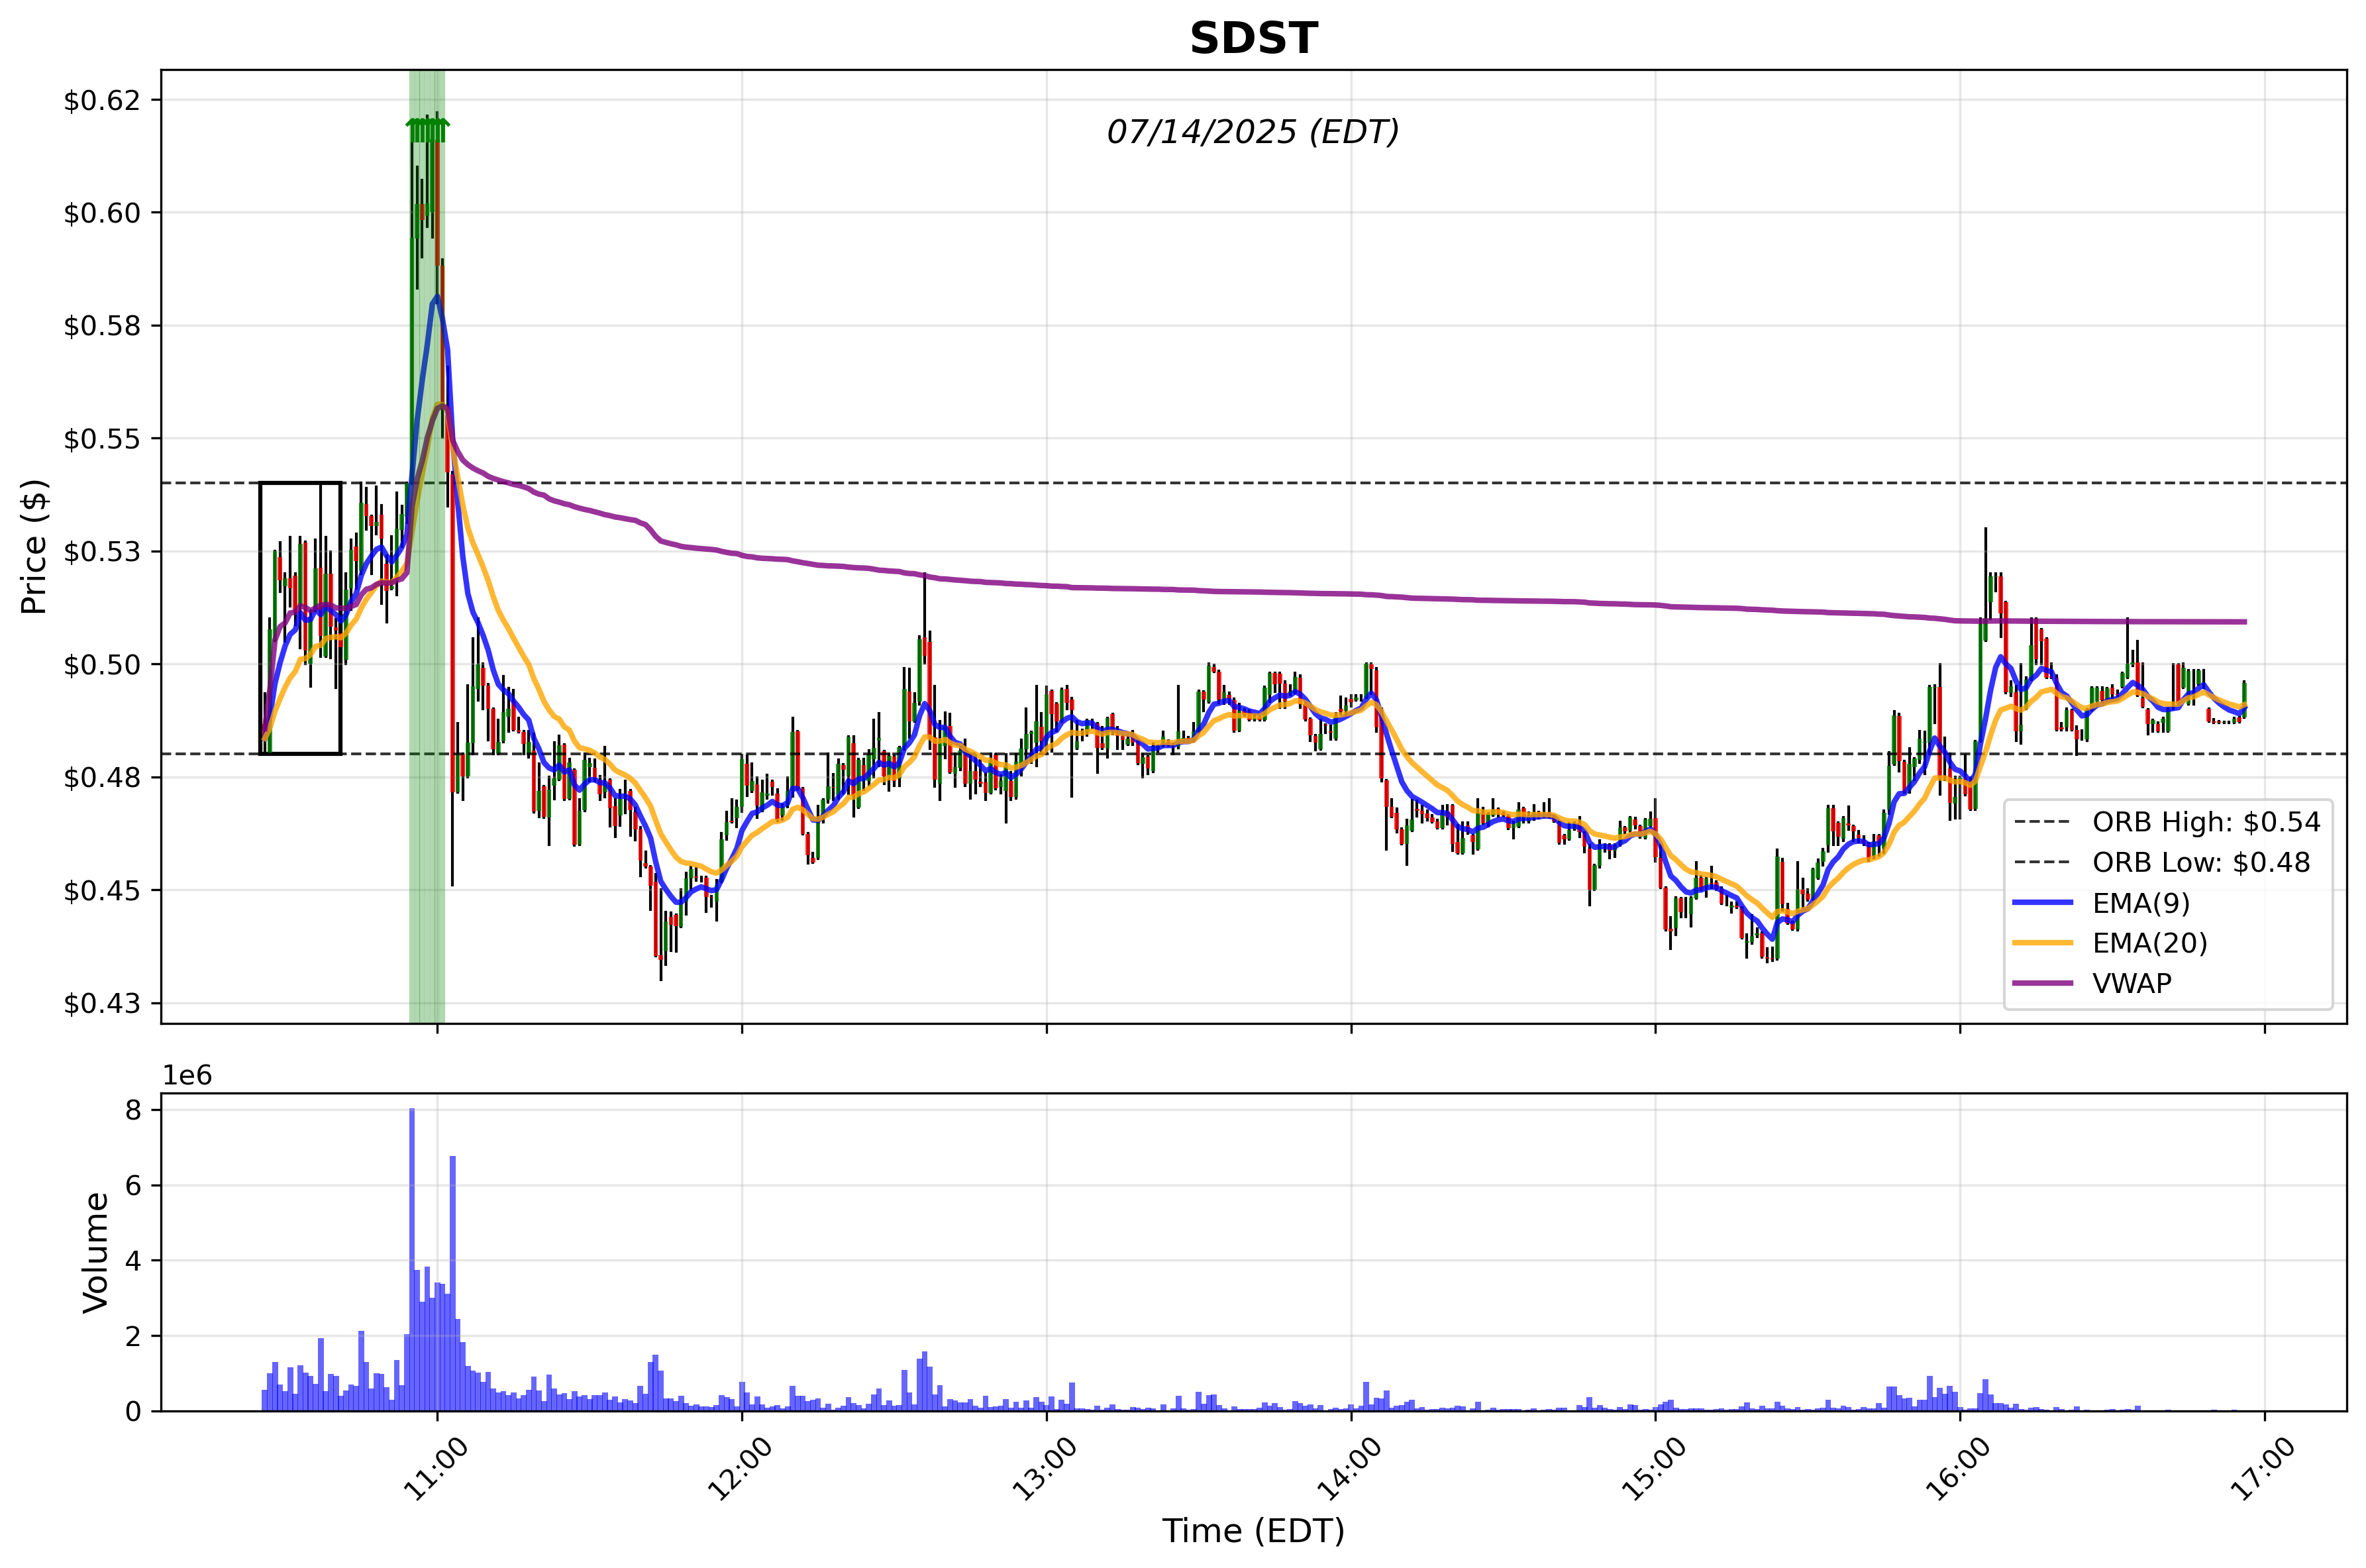 SDST
07/14/2025 (EDT)
Price ($)
$0.62
$0.60
$0.58
$0.55
$0.53
$0.50
$0.48
$0.45
$0.43
ORB High: $0.54
ORB Low: $0.48
EMA(9)
EMA(20)
VWAP
1e6
Volume
8
6
4
2
0
11:00
12:00
13:00
14:00
15:00
16:00
17:00
Time (EDT)